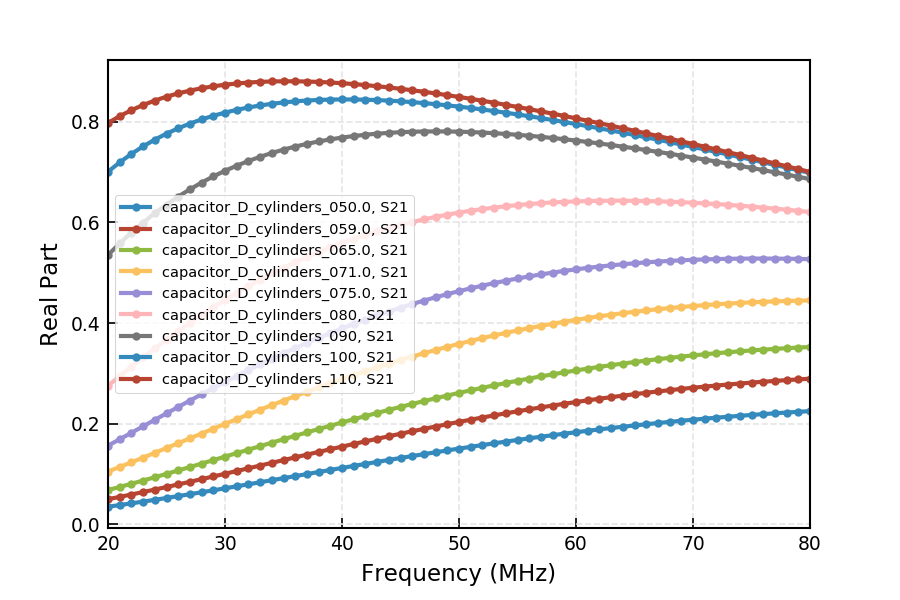 0.8
0.6
0.4
0.2
0.0
Real Part
capacitor_D_cylinders_050.0, S21
capacitor_D_cylinders_059.0, S21
capacitor_D_cylinders_065.0, S21
capacitor_D_cylinders_071.0, S21
capacitor_D_cylinders_075.0, S21
capacitor_D_cylinders_080, S21
capacitor_D_cylinders_090, S21
capacitor_D_cylinders_100, S21
capacitor_D_cylinders_110, S21
20 30 40 50 60 70 80
Frequency (MHz)